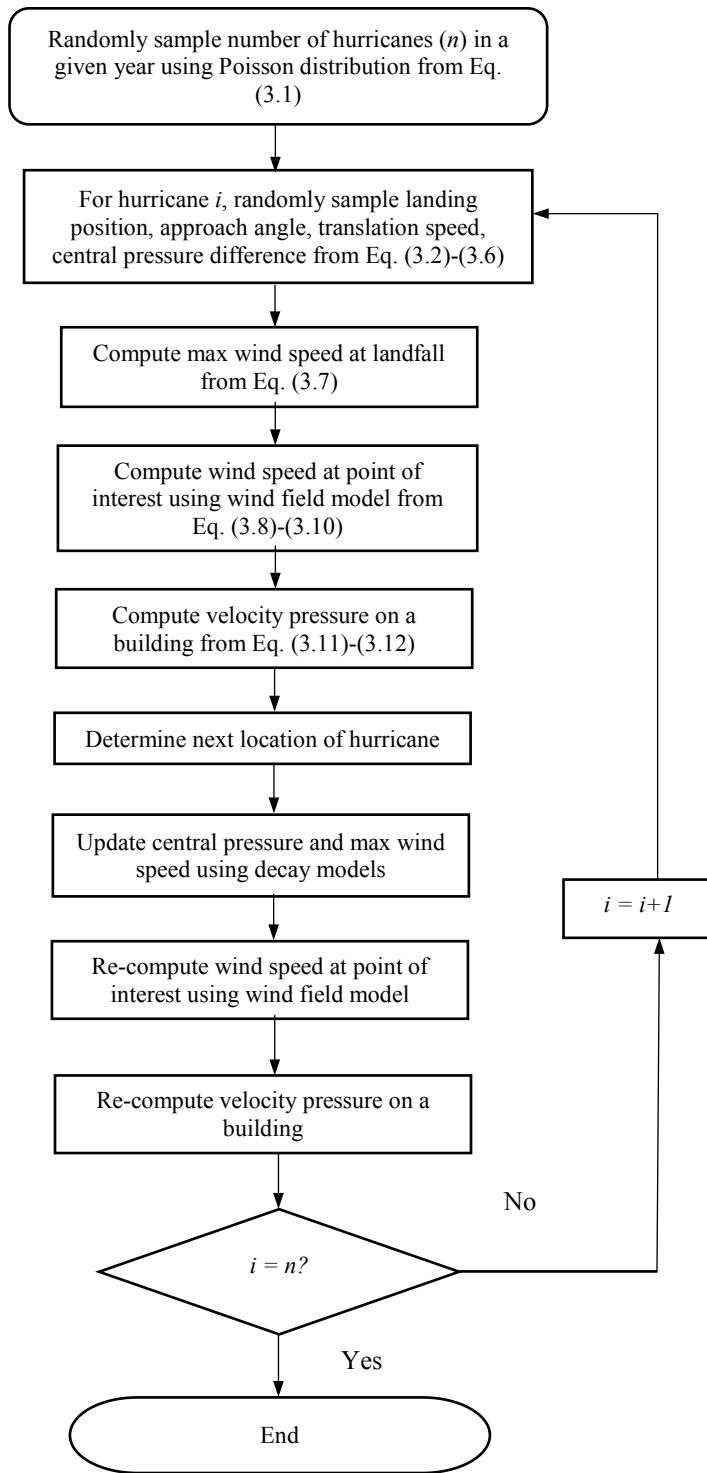 Randomly sample number of hurricanes (n) in a
given year using Poisson distribution from Eq.
(3.1)
For hurricane i, randomly sample landing
position, approach angle, translation speed,
central pressure difference from Eq. (3.2)-(3.6)
Compute max wind speed at landfall
from Eq. (3.7)
Compute wind speed at point of
interest using wind field model from
Eq. (3.8)-(3.10)
Compute velocity pressure on a
building from Eq. (3.11)-(3.12)
Determine next location of hurricane
Update central pressure and max wind
speed using decay models
i = i+1
Re-compute wind speed at point of
interest using wind field model
Re-compute velocity pressure on a
building
No
i = n?
Yes
End